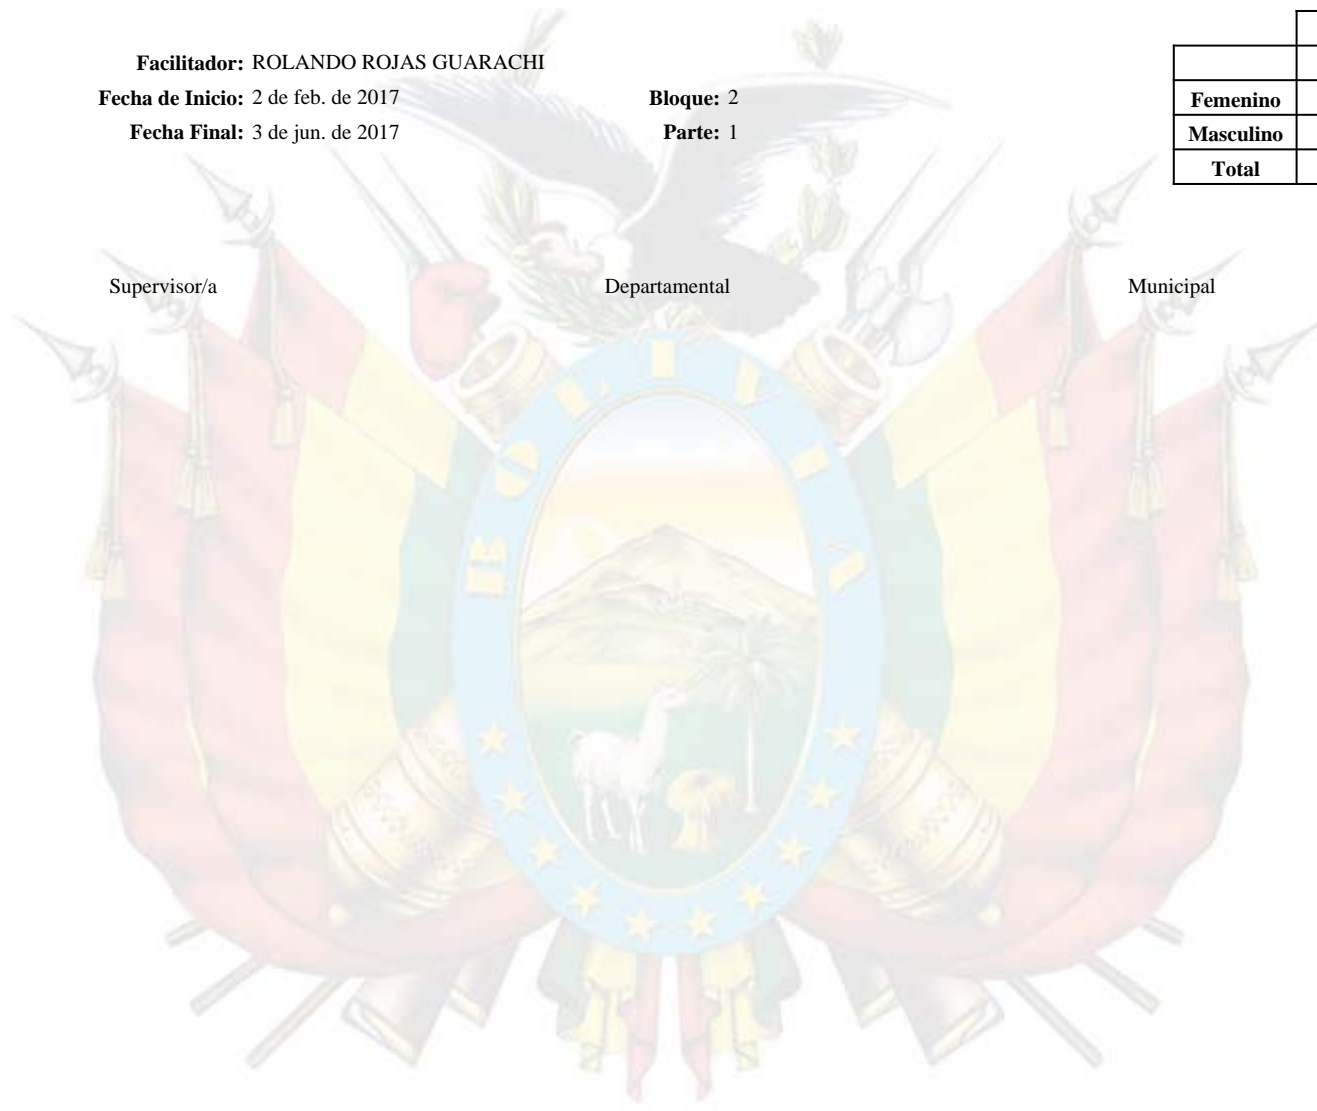 Facilitador: ROLANDO ROJAS GUARACHI
Fecha de Inicio: 2 de feb. de 2017
Bloque: 2
Fecha Final: 3 de jun. de 2017
Parte: 1
Femenino
Masculino
Total
Supervisor/a
Departamental
Municipal
BOLIVIA